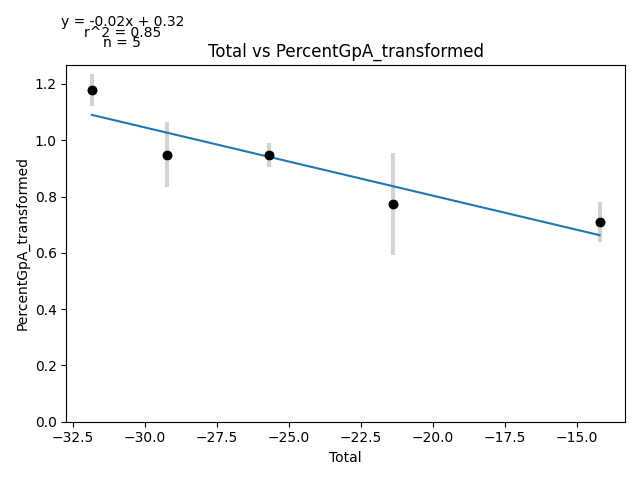 y = -0.02x + 0.32
r^2 = 0.85
n = 5
Total vs PercentGpA_transformed
PercentGpA_transformed
1.2
1.0
0.8
0.6
0.4
0.2
0.0
−32.5 −30.0 −27.5 −25.0 −22.5 −20.0 −17.5 −15.0
Total